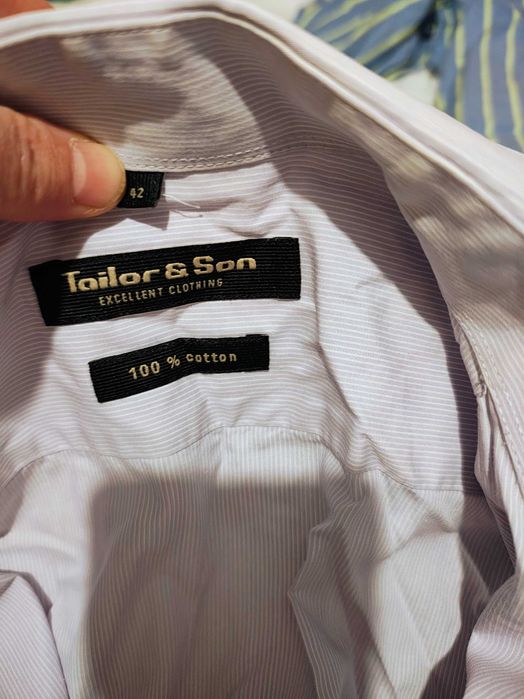 42
Tailor & Son
EXCELLENT CLOTHING
100 % cotton